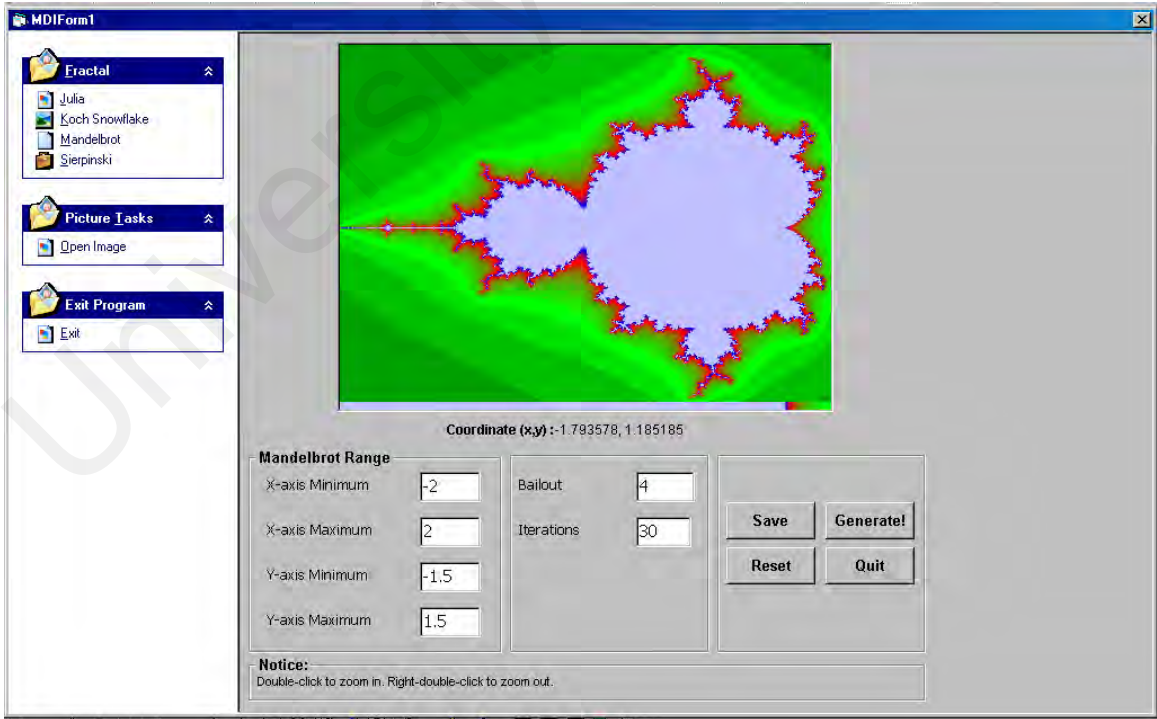 MDIForm1
Fractal
Julia
Koch Snowflake
Mandelbrot
Sierpinski
Picture Tasks
Open Image
Exit Program
Exit
Coordinate (x,y) :-1.793578, 1.185185
Mandelbrot Range
X-axis Minimum -2
X-axis Maximum 2
Y-axis Minimum -1.5
Y-axis Maximum 1.5
Bailout 4
Iterations 30
Save Generate!
Reset Quit
Notice:
Double-click to zoom in. Right-double-click to zoom out.